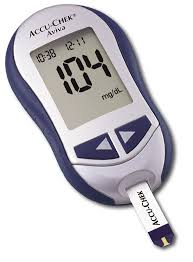 ACCU-CHEK®
Aviva
10:38 12-11
104
mg/dL
ACCU-CHEK